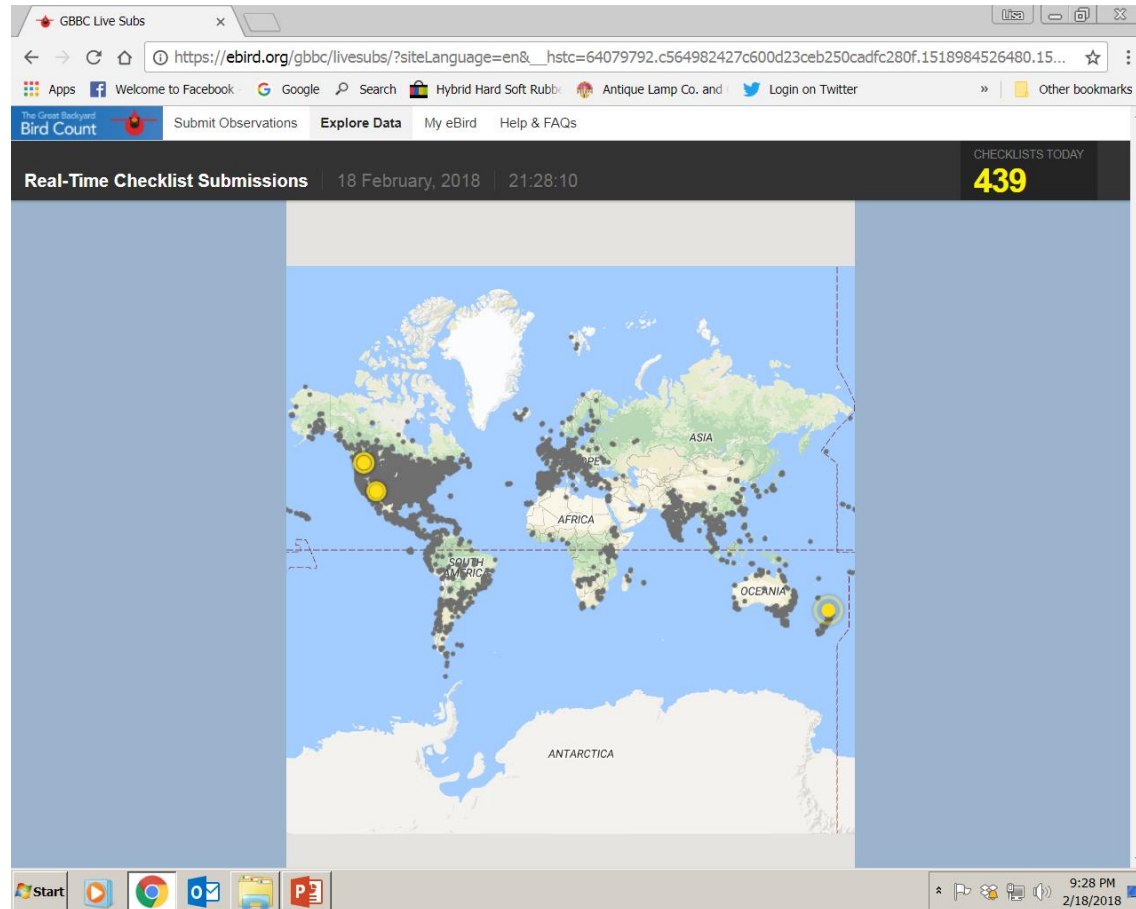 GBBC Live Subs
Lisa
https://ebird.org/gbbc/livesubs/?siteLanguage=en&__hstc=64079792.c564982427c600d23ceb250cadfc280f.1518984526480.15...
Apps Welcome to Facebook Google Search Hybrid Hard Soft Rubb Antique Lamp Co. and Login on Twitter » Other bookmarks
The Great Backyard
Bird Count
Submit Observations Explore Data My eBird Help & FAQs
CHECKLISTS TODAY
Real-Time Checklist Submissions 18 February, 2018 21:28:10
439
ASIA
AFRICA
SOUTH
AMERICA
OCEANIA
ANTARCTICA
Start
9:28 PM
2/18/2018